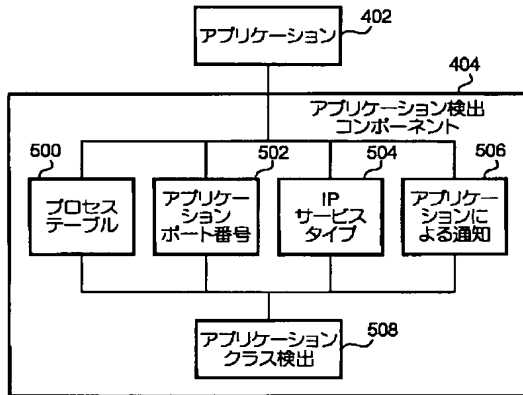 アプリケーション
402
404
アプリケーション検出
コンポーネント
500
プロセス
テーブル
502
アプリケ
ーション
ポート番号
504
IP
サービス
タイプ
506
アプリケ
ーションに
よる通知
アプリケーション
クラス検出
508